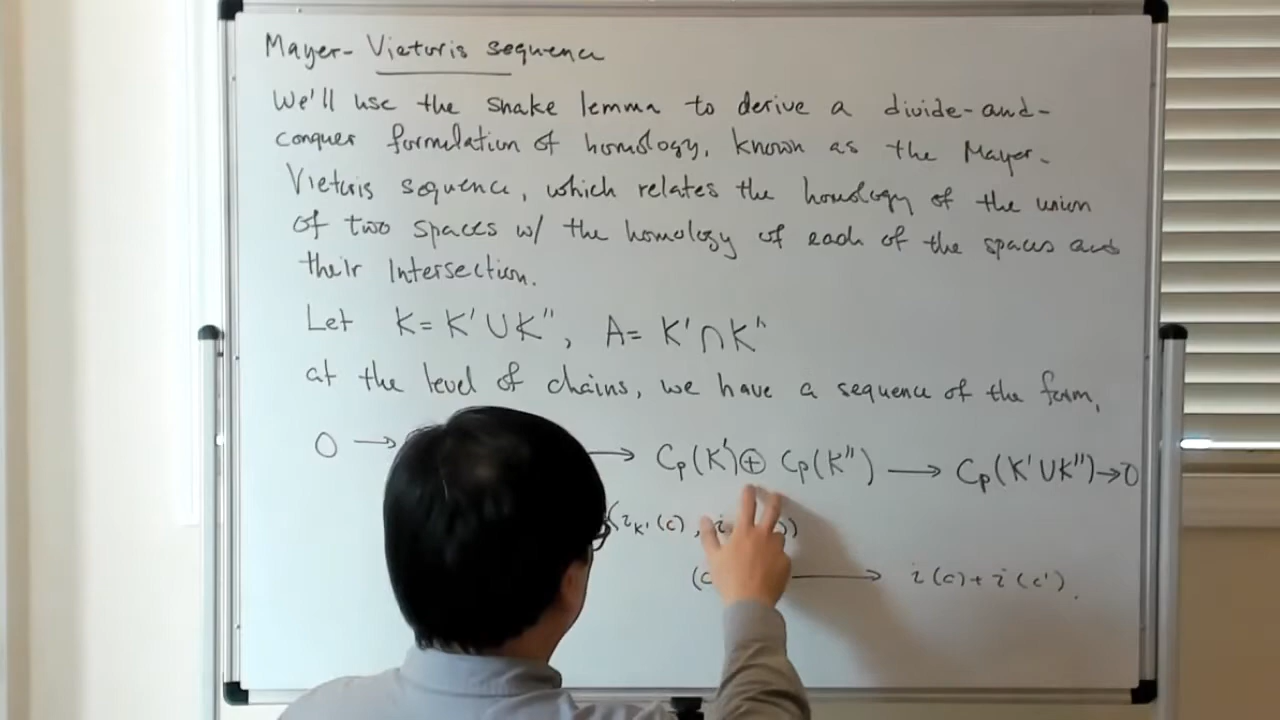 Mayer-Vietoris sequence
We'll use the snake lemma to derive a divide-and-
conquer formulation of homology, known as the Mayer-
Vietoris sequence, which relates the homology of the union
of two spaces w/ the homology of each of the spaces and
their intersection.
Let K = K' ∪ K", A = K' ∩ K"
at the level of chains, we have a sequence of the form,
0 → → Cp(K') ⊕ Cp(K") → Cp(K' ∪ K") → 0
(iK'(c), i
(c → i(c) + i(c').